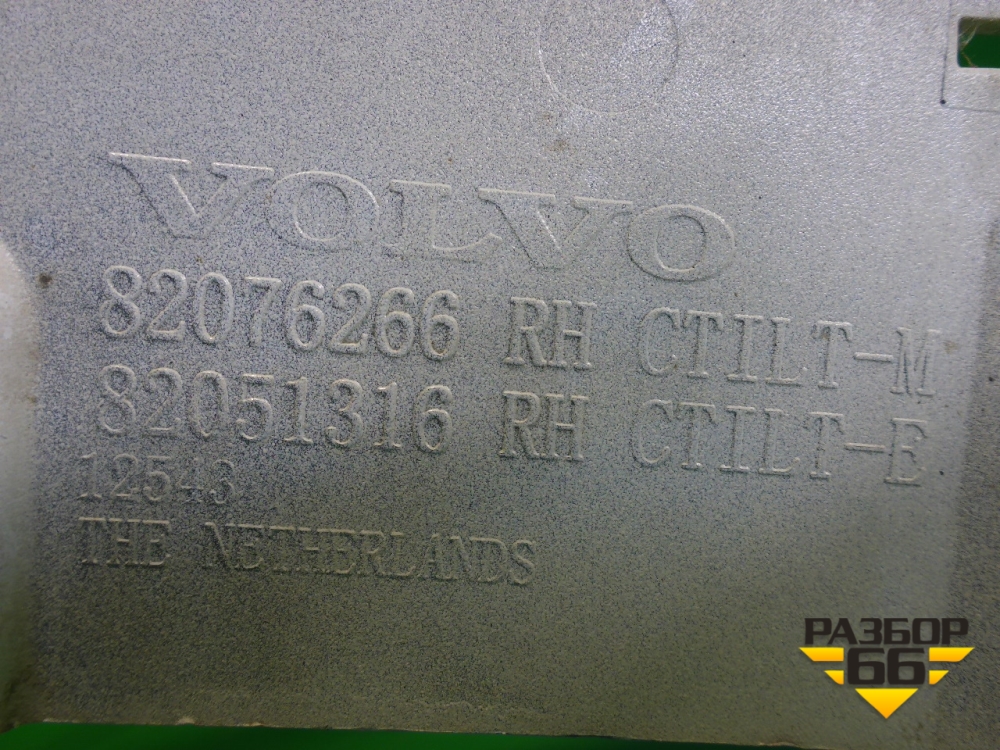 VOLVO
82076266 RH CTILT-M
82051316 RH CTILT-E
12543
THE NETHERLANDS
РАЗБОР
66